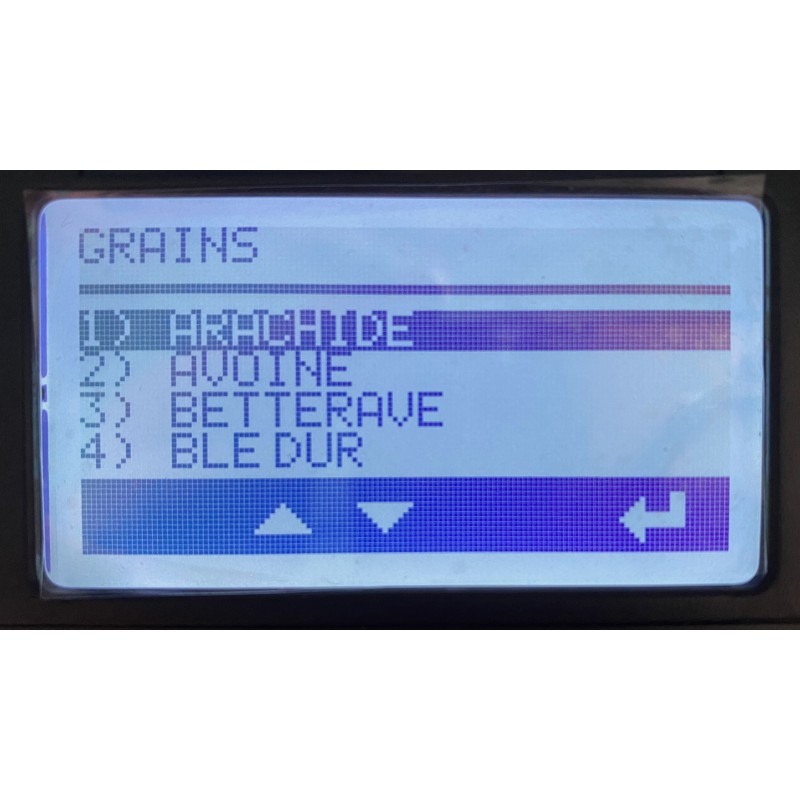 GRAINS
1) ARACHIDE
2) AVOINE
3) BETTERAVE
4) BLE DUR